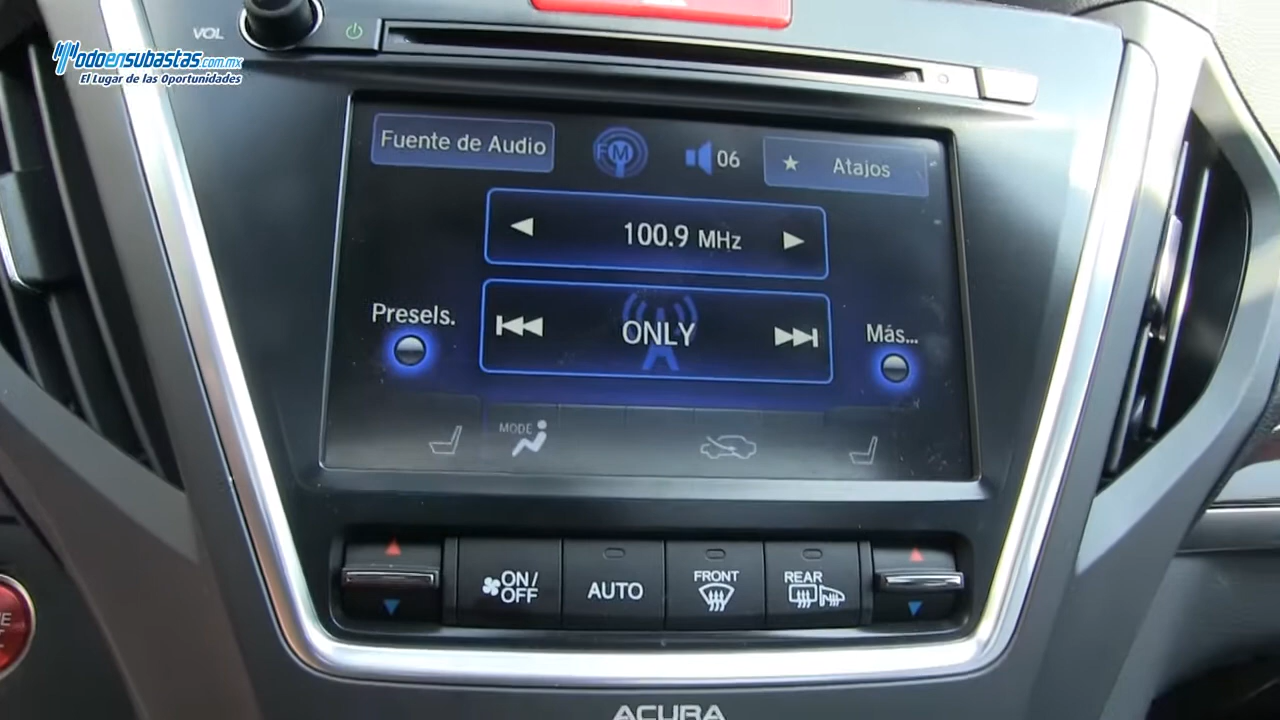 VOL
Todoensubastas.com.mx
El Lugar de las Oportunidades
Fuente de Audio
FM
06
★ Atajos
100.9 MHz
Presels.
ONLY
Más...
MODE
ON/
OFF
AUTO
FRONT
REAR
ACURA